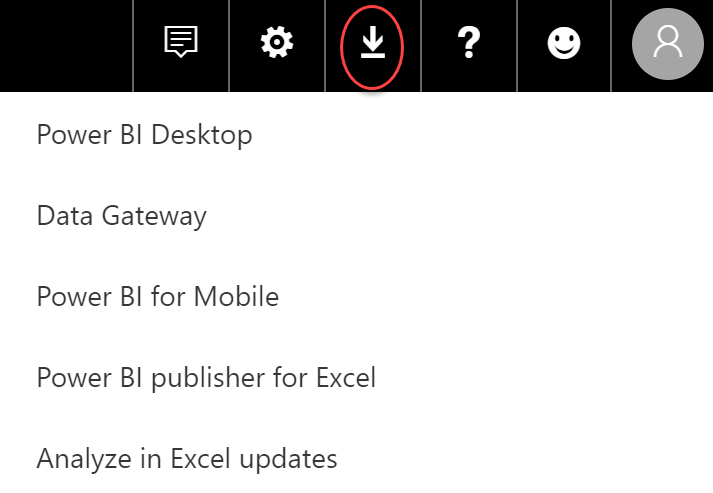 Power BI Desktop
Data Gateway
Power BI for Mobile
Power BI publisher for Excel
Analyze in Excel updates